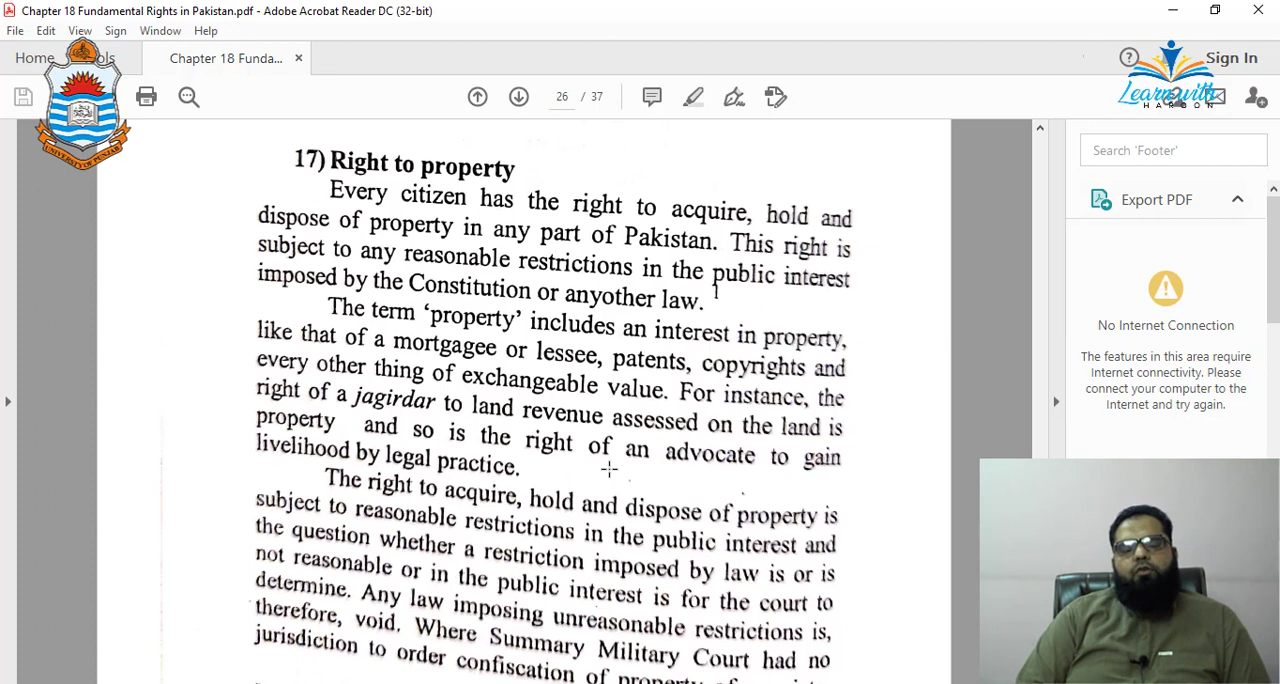 Chapter 18 Fundamental Rights in Pakistan.pdf - Adobe Acrobat Reader DC (32-bit)
File Edit View Sign Window Help
Home Chapter 18 Funda... × Sign In
26 / 37
UNIVERSITY OF PUNJAB
Learn with
HAROON
Search 'Footer'
Export PDF
No Internet Connection
The features in this area require
Internet connectivity. Please
connect your computer to the
Internet and try again.
17) Right to property
Every citizen has the right to acquire, hold and
dispose of property in any part of Pakistan. This right is
subject to any reasonable restrictions in the public interest
imposed by the Constitution or anyother law.
The term ‘property’ includes an interest in property,
like that of a mortgagee or lessee, patents, copyrights and
every other thing of exchangeable value. For instance, the
right of a jagirdar to land revenue assessed on the land is
property and so is the right of an advocate to gain
livelihood by legal practice.
The right to acquire, hold and dispose of property is
subject to reasonable restrictions in the public interest and
the question whether a restriction imposed by law is or is
not reasonable or in the public interest is for the court to
determine. Any law imposing unreasonable restrictions is,
therefore, void. Where Summary Military Court had no
jurisdiction to order confiscation of